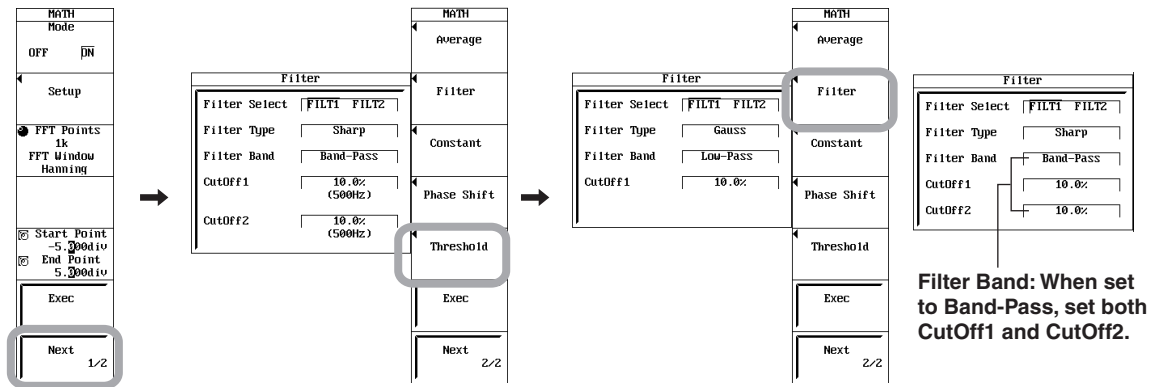 MATH
Mode
OFF ON
Setup
FFT Points
1k
FFT Window
Hanning
Start Point
-5.000div
End Point
5.000div
Exec
Next
1/2
Filter
Filter Select FILT1 FILT2
Filter Type Sharp
Filter Band Band-Pass
CutOff1 10.0%
(500Hz)
CutOff2 10.0%
(500Hz)
MATH
Average
Filter
Constant
Phase Shift
Threshold
Exec
Next
2/2
Filter
Filter Select FILT1 FILT2
Filter Type Gauss
Filter Band Low-Pass
CutOff1 10.0%
MATH
Average
Filter
Constant
Phase Shift
Threshold
Exec
Next
2/2
Filter
Filter Select FILT1 FILT2
Filter Type Sharp
Filter Band Band-Pass
CutOff1 10.0%
CutOff2 10.0%
Filter Band: When set
to Band-Pass, set both
CutOff1 and CutOff2.